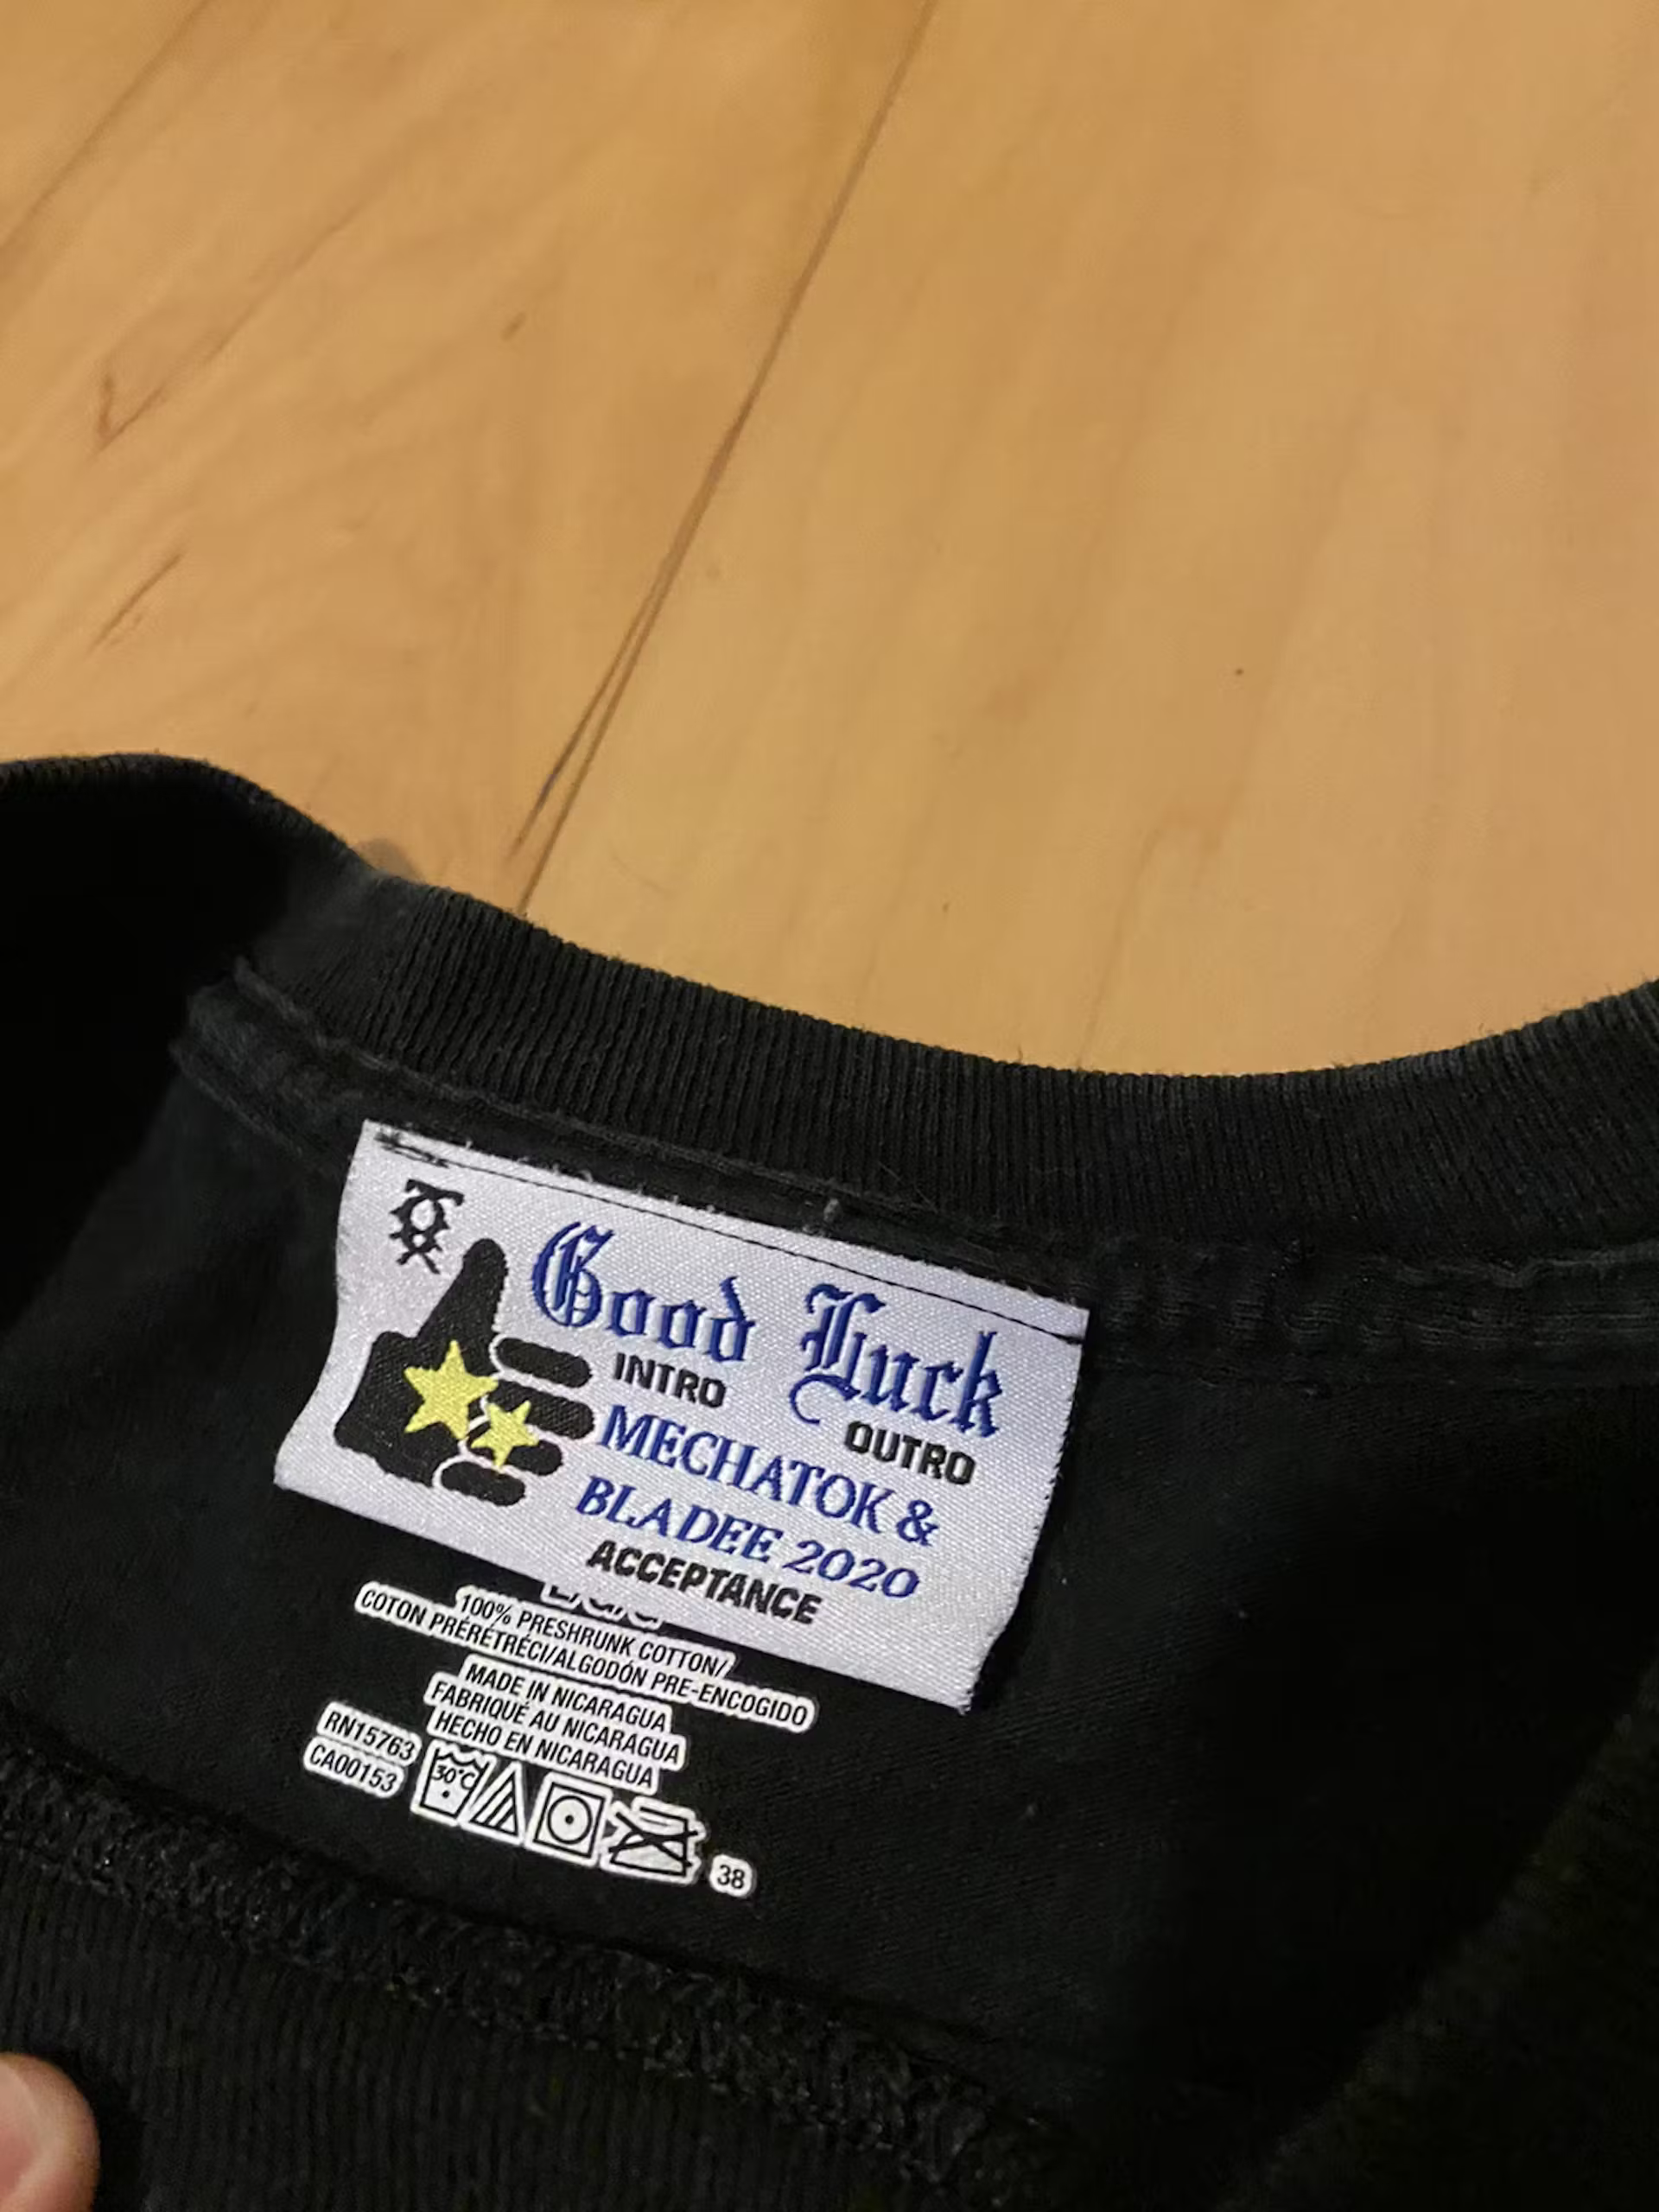 Good Luck
INTRO
OUTRO
MECHATOK &
BLADEE 2020
ACCEPTANCE
100% PRESHRUNK COTTON/
COTON PRÉRÉTRÉCI/ALGODÓN PRE-ENCOGIDO
MADE IN NICARAGUA
FABRIQUÉ AU NICARAGUA
HECHO EN NICARAGUA
RN15763
CA00153
30°C
38